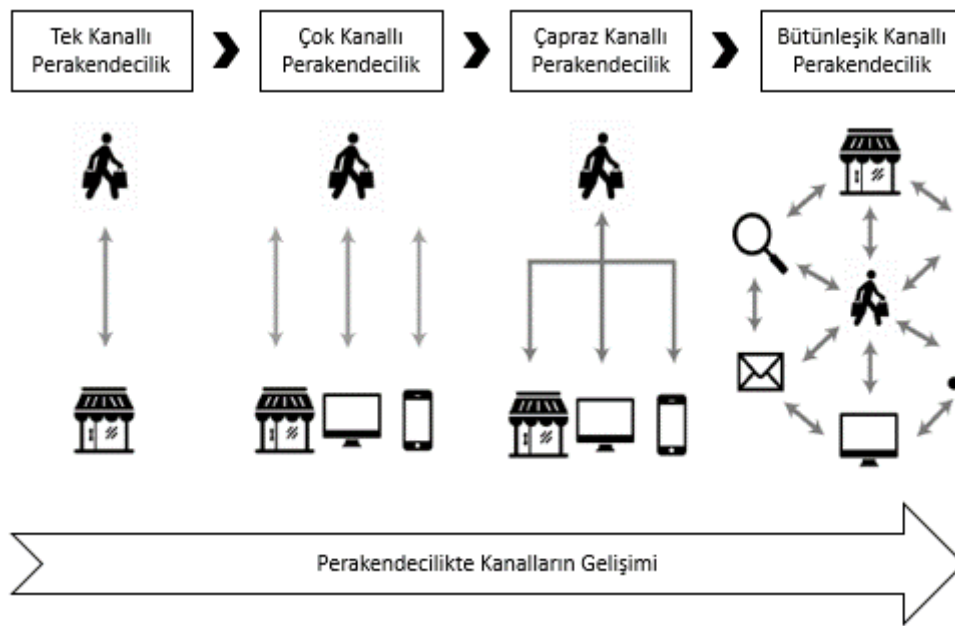 Tek Kanallı
Perakendecilik
Çok Kanallı
Perakendecilik
Çapraz Kanallı
Perakendecilik
Bütünleşik Kanallı
Perakendecilik
Perakendecilikte Kanalların Gelişimi